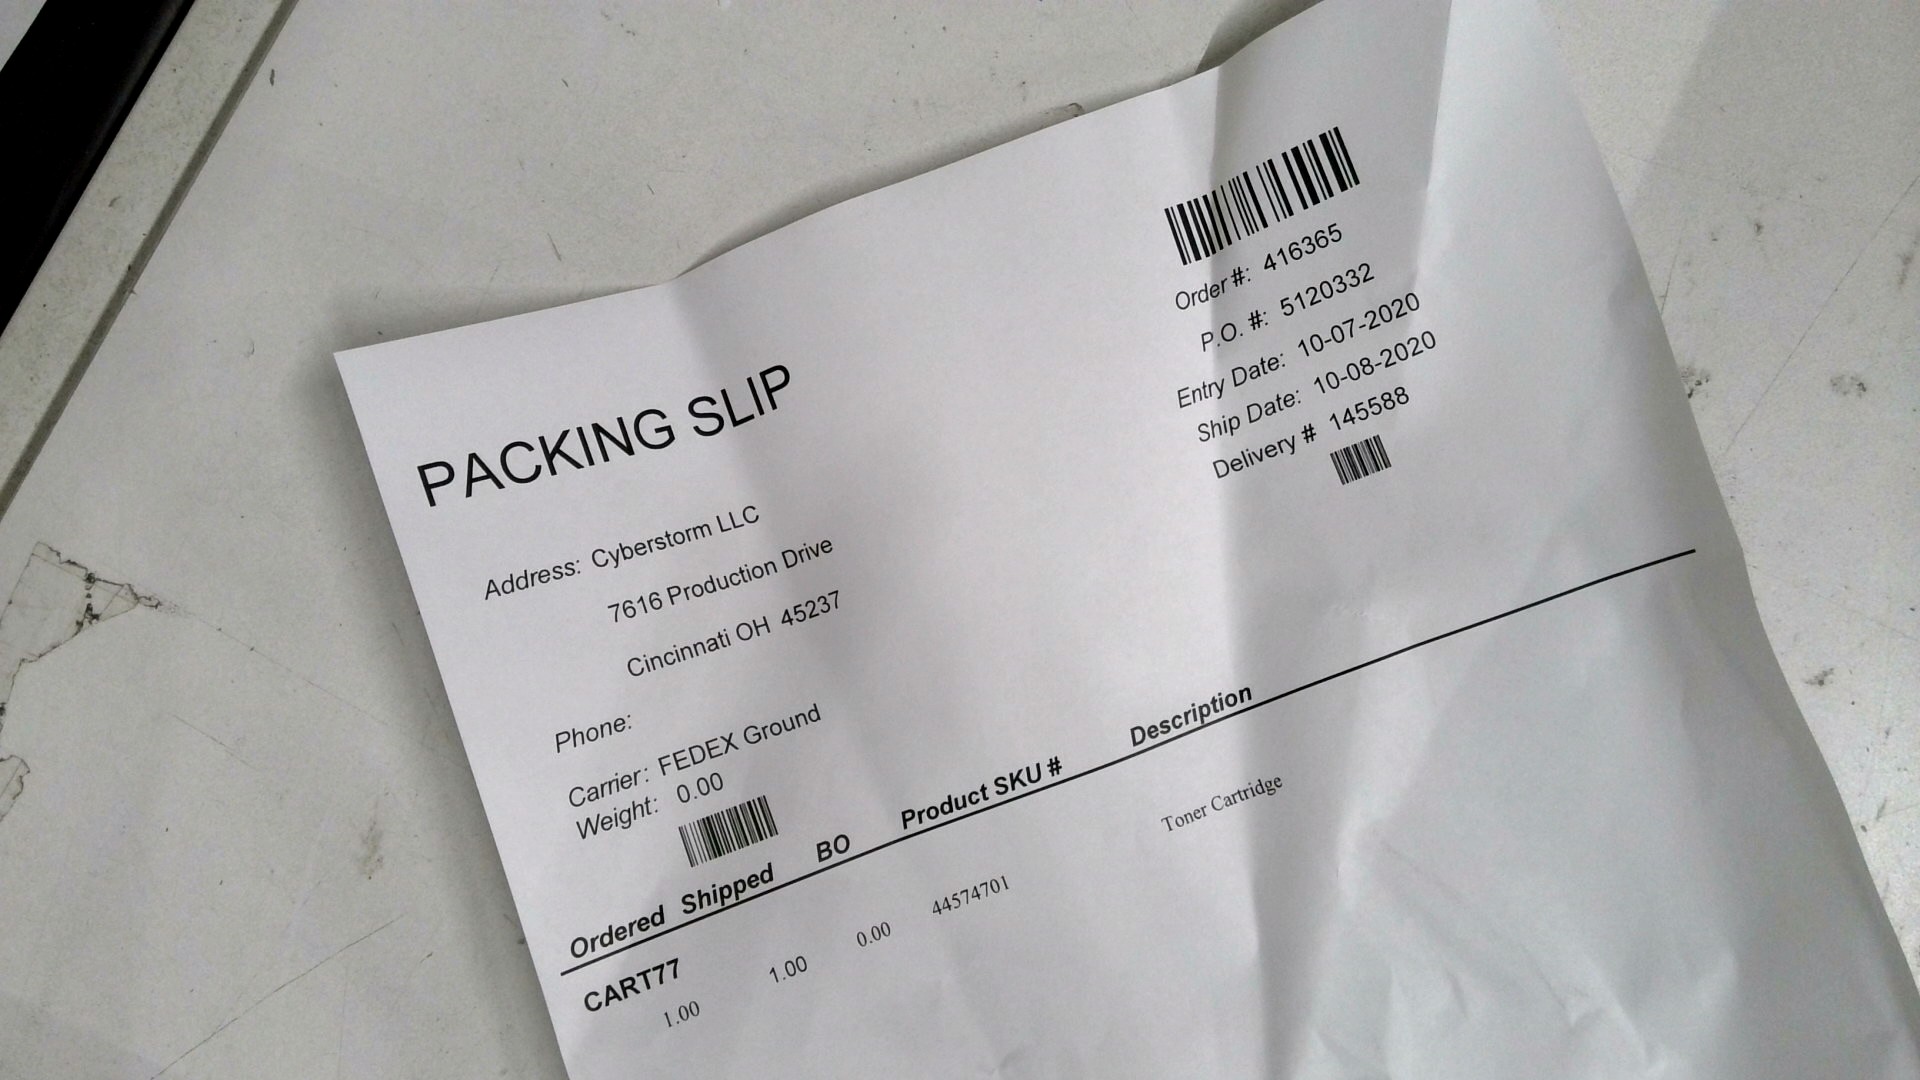 PACKING SLIP
Order #: 416365
P.O. #: 5120332
Entry Date: 10-07-2020
Ship Date: 10-08-2020
Delivery # 145588
Address: Cyberstorm LLC
7616 Production Drive
Cincinnati OH 45237
Phone:
Carrier: FEDEX Ground
Weight: 0.00
Ordered Shipped BO Product SKU # Description
CART77
1.00 1.00 0.00 44574701 Toner Cartridge